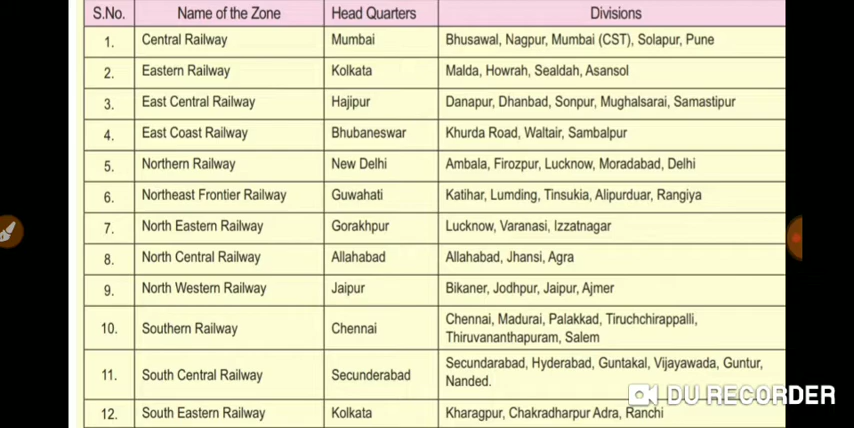 S.No. Name of the Zone Head Quarters Divisions
1. Central Railway Mumbai Bhusawal, Nagpur, Mumbai (CST), Solapur, Pune
2. Eastern Railway Kolkata Malda, Howrah, Sealdah, Asansol
3. East Central Railway Hajipur Danapur, Dhanbad, Sonpur, Mughalsarai, Samastipur
4. East Coast Railway Bhubaneswar Khurda Road, Waltair, Sambalpur
5. Northern Railway New Delhi Ambala, Firozpur, Lucknow, Moradabad, Delhi
6. Northeast Frontier Railway Guwahati Katihar, Lumding, Tinsukia, Alipurduar, Rangiya
7. North Eastern Railway Gorakhpur Lucknow, Varanasi, Izzatnagar
8. North Central Railway Allahabad Allahabad, Jhansi, Agra
9. North Western Railway Jaipur Bikaner, Jodhpur, Jaipur, Ajmer
10. Southern Railway Chennai Chennai, Madurai, Palakkad, Tiruchchirappalli,
Thiruvananthapuram, Salem
11. South Central Railway Secunderabad Secundarabad, Hyderabad, Guntakal, Vijayawada, Guntur,
Nanded.
DU RECORDER
12. South Eastern Railway Kolkata Kharagpur, Chakradharpur Adra, Ranchi